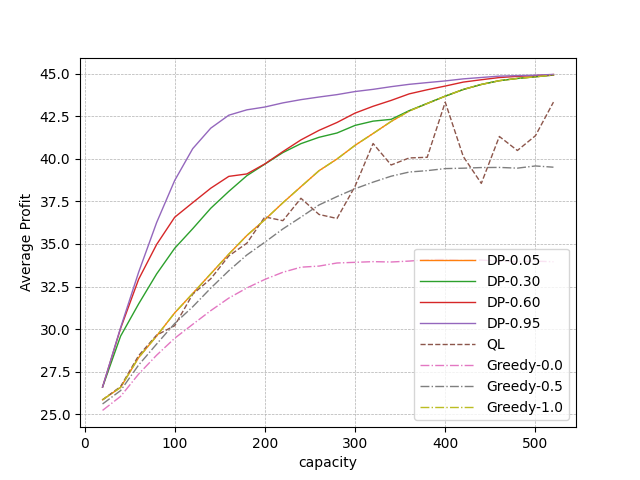 45.0
42.5
40.0
37.5
35.0
32.5
30.0
27.5
25.0
Average Profit
0
100
200
300
400
500
capacity
DP-0.05
DP-0.30
DP-0.60
DP-0.95
QL
Greedy-0.0
Greedy-0.5
Greedy-1.0